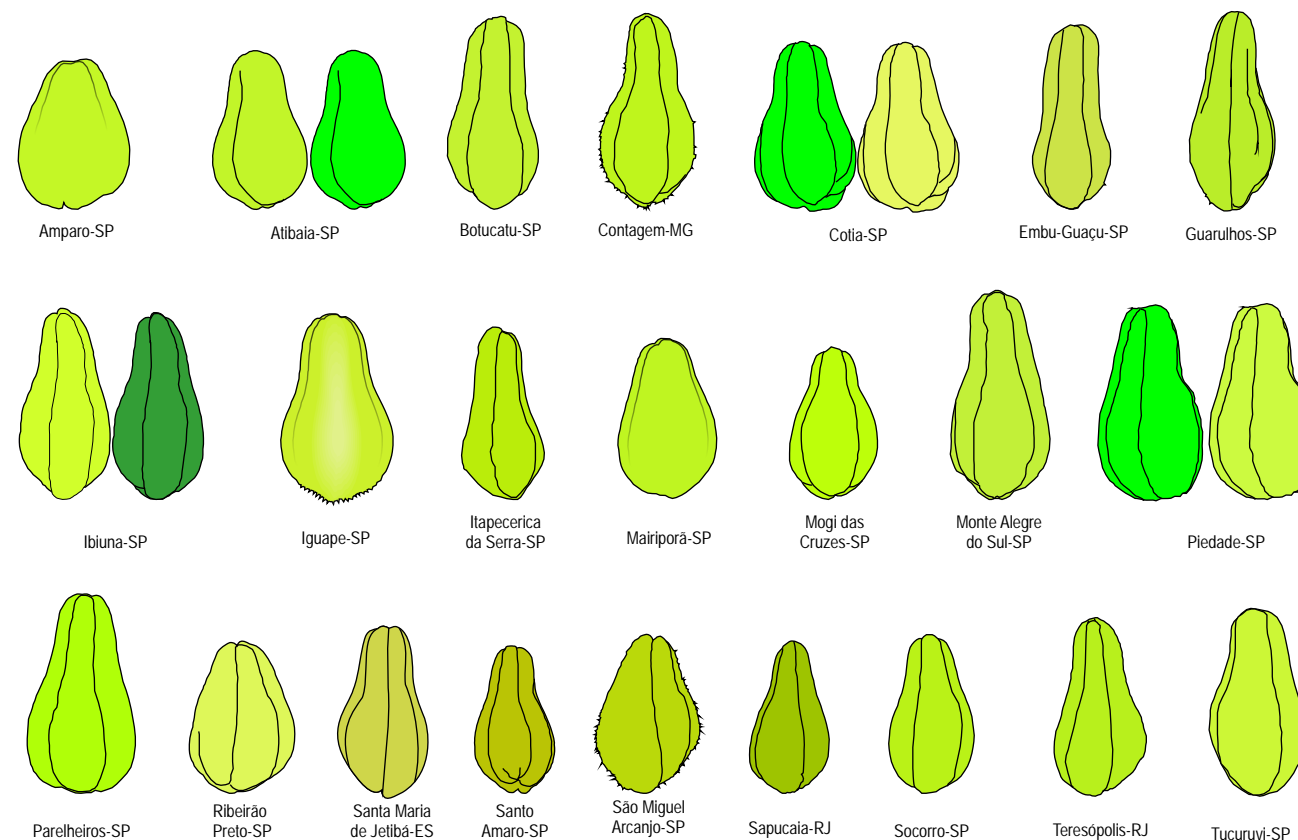 Amparo-SP
Atibaia-SP
Botucatu-SP
Contagem-MG
Cotia-SP
Embu-Guaçu-SP
Guarulhos-SP
Ibiuna-SP
Iguape-SP
Itapecerica
da Serra-SP
Mairiporã-SP
Mogi das
Cruzes-SP
Monte Alegre
do Sul-SP
Piedade-SP
Parelheiros-SP
Ribeirão
Preto-SP
Santa Maria
de Jetibá-ES
Santo
Amaro-SP
São Miguel
Arcanjo-SP
Sapucaia-RJ
Socorro-SP
Teresópolis-RJ
Tucuruvi-SP